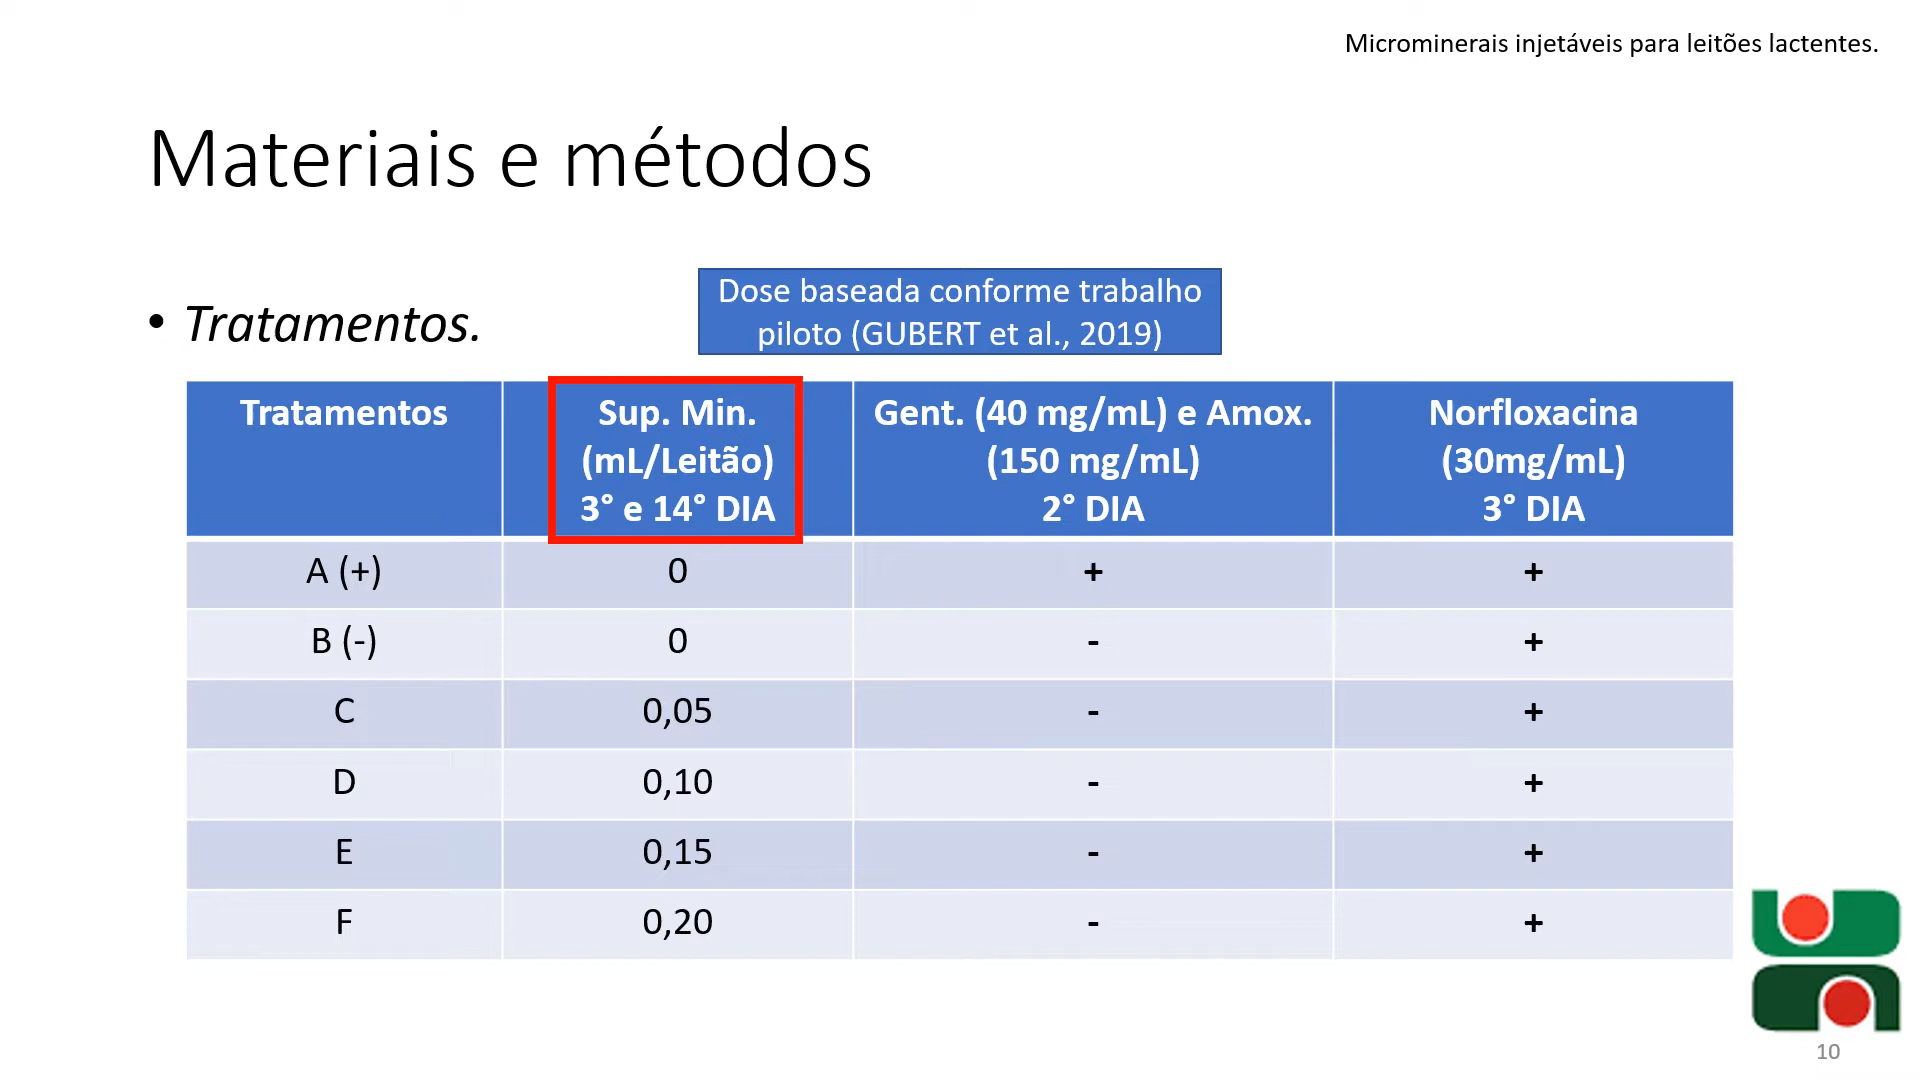 Microminerais injetáveis para leitões lactentes.
Materiais e métodos
• Tratamentos.
Dose baseada conforme trabalho
piloto (GUBERT et al., 2019)
Tratamentos
Sup. Min.
(mL/Leitão)
3° e 14° DIA
Gent. (40 mg/mL) e Amox.
(150 mg/mL)
2° DIA
Norfloxacina
(30mg/mL)
3° DIA
A (+) 0 + +
B (-) 0 - +
C 0,05 - +
D 0,10 - +
E 0,15 - +
F 0,20 - +
10